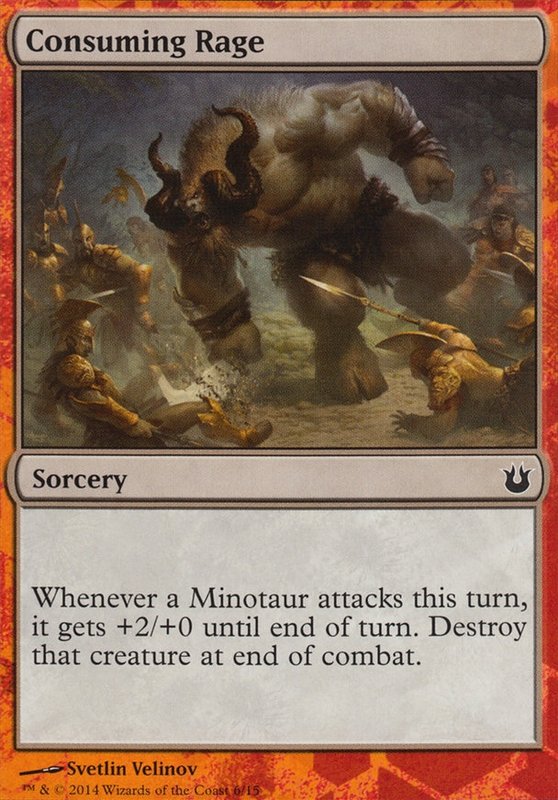 Consuming Rage
Sorcery
Whenever a Minotaur attacks this turn,
it gets +2/+0 until end of turn. Destroy
that creature at end of combat.
Svetlin Velinov
™ & © 2014 Wizards of the Coast 6/15